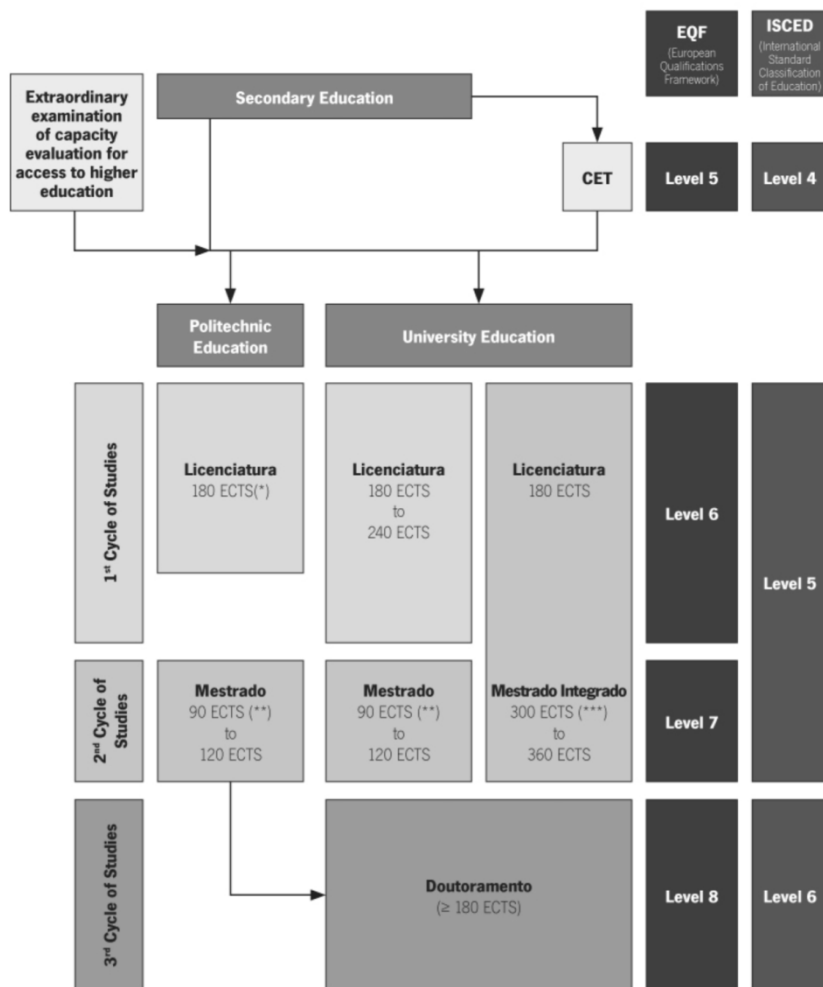 EQF
(European
Qualifications
Framework)
ISCED
(International
Standard
Classification
of Education)
Extraordinary
examination
of capacity
evaluation for
access to higher
education
Secondary Education
CET
Level 5
Level 4
Politechnic
Education
University Education
1st Cycle of Studies
Licenciatura
180 ECTS(*)
Licenciatura
180 ECTS
to
240 ECTS
Licenciatura
180 ECTS
Level 6
Level 5
2nd Cycle of
Studies
Mestrado
90 ECTS (**)
to
120 ECTS
Mestrado
90 ECTS (**)
to
120 ECTS
Mestrado Integrado
300 ECTS (***)
to
360 ECTS
Level 7
3rd Cycle of Studies
Doutoramento
(≥ 180 ECTS)
Level 8
Level 6